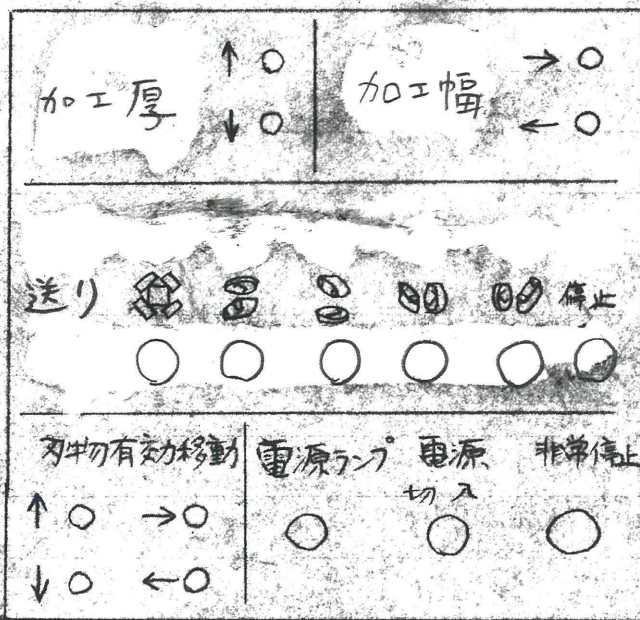 加工厚 ↑ ↓
加工幅 → ←
送り 停止
刃物有効移動
↑ →
↓ ←
電源ランプ 電源 非常停止
切 入